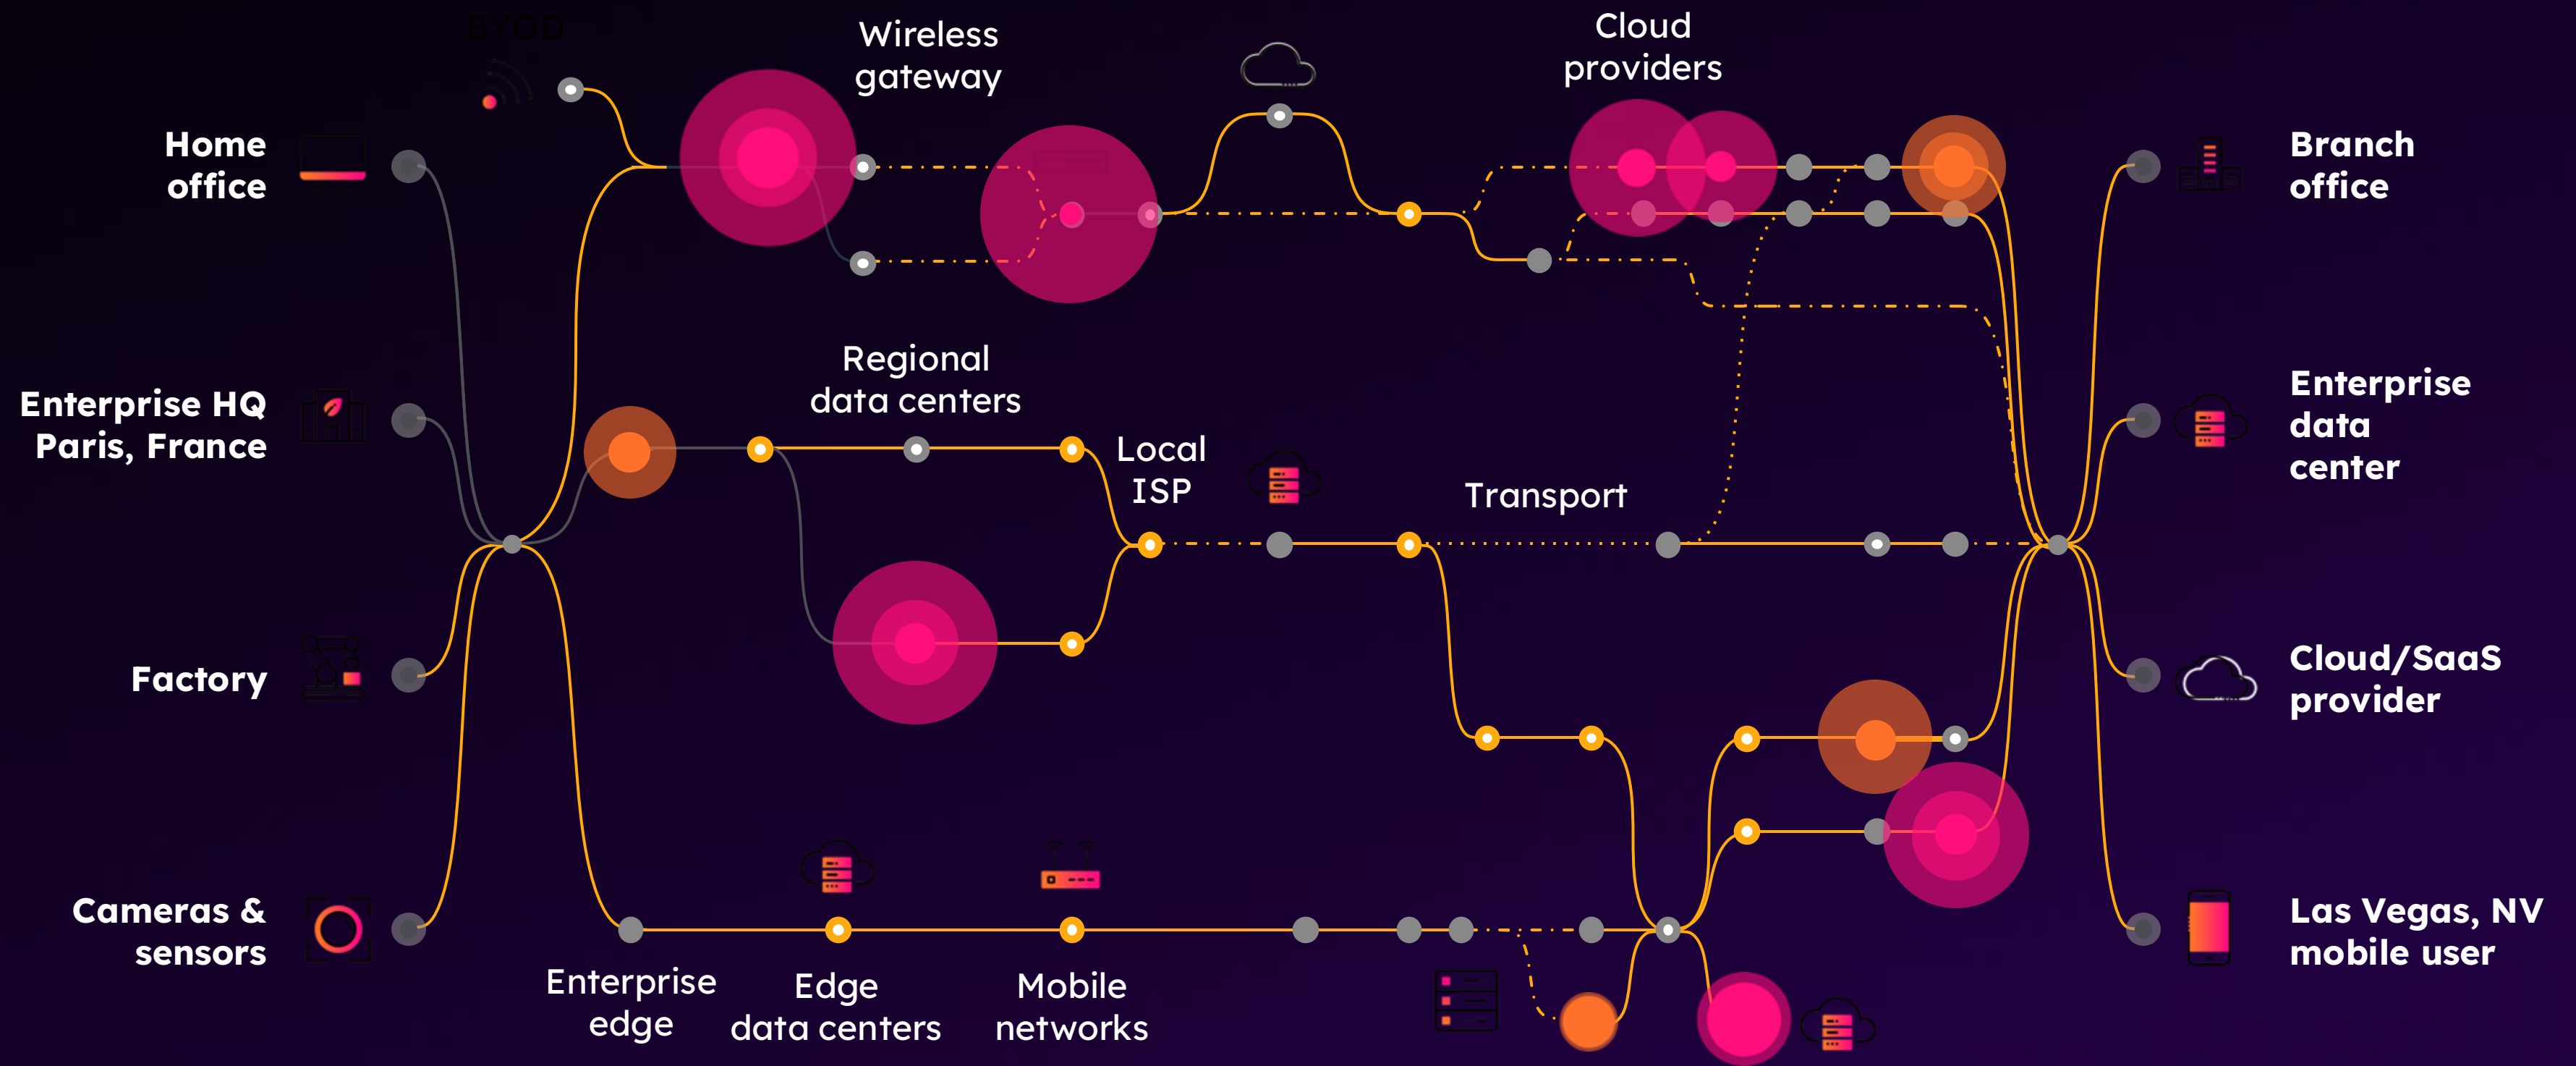 BYOD
Wireless
gateway
Cloud
providers
Home
office
Branch
office
Enterprise HQ
Paris, France
Regional
data centers
Local
ISP
Transport
Enterprise
data
center
Factory
Cloud/SaaS
provider
Cameras &
sensors
Enterprise
edge
Edge
data centers
Mobile
networks
Las Vegas, NV
mobile user